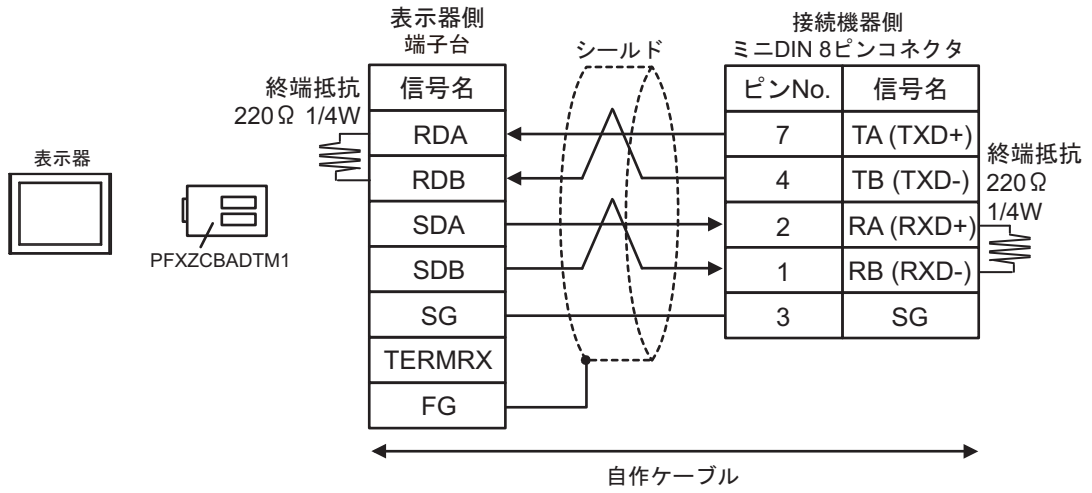 表示器側
端子台
接続機器側
ミニDIN 8ピンコネクタ
シールド
終端抵抗
220Ω 1/4W
信号名
ピンNo.
信号名
RDA
7
TA (TXD+)
RDB
4
TB (TXD-)
SDA
2
RA (RXD+)
SDB
1
RB (RXD-)
SG
3
SG
TERMRX
FG
終端抵抗
220Ω
1/4W
表示器
PFXZCBADTM1
自作ケーブル